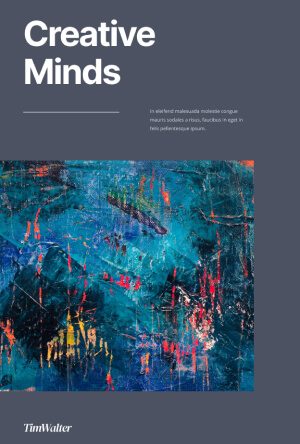 Creative
Minds
In eleifend malesuada molestie congue
mauris sodales a risus, faucibus in eget in
felis pellentesque ipsum.
TimWalter